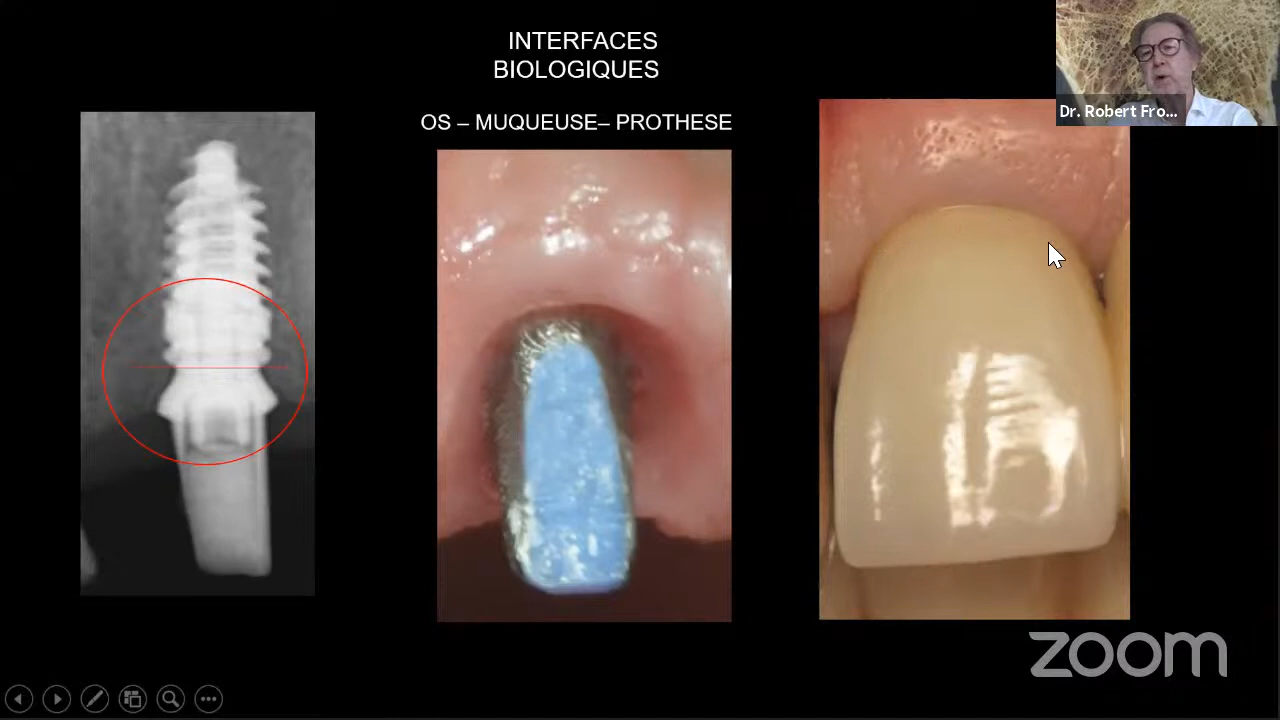 INTERFACES
BIOLOGIQUES
OS – MUQUEUSE– PROTHESE
Dr. Robert Fro...
zoom